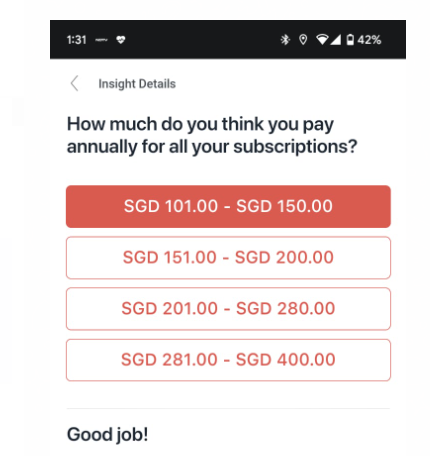 1:31
42%
Insight Details
How much do you think you pay
annually for all your subscriptions?
SGD 101.00 - SGD 150.00
SGD 151.00 - SGD 200.00
SGD 201.00 - SGD 280.00
SGD 281.00 - SGD 400.00
Good job!